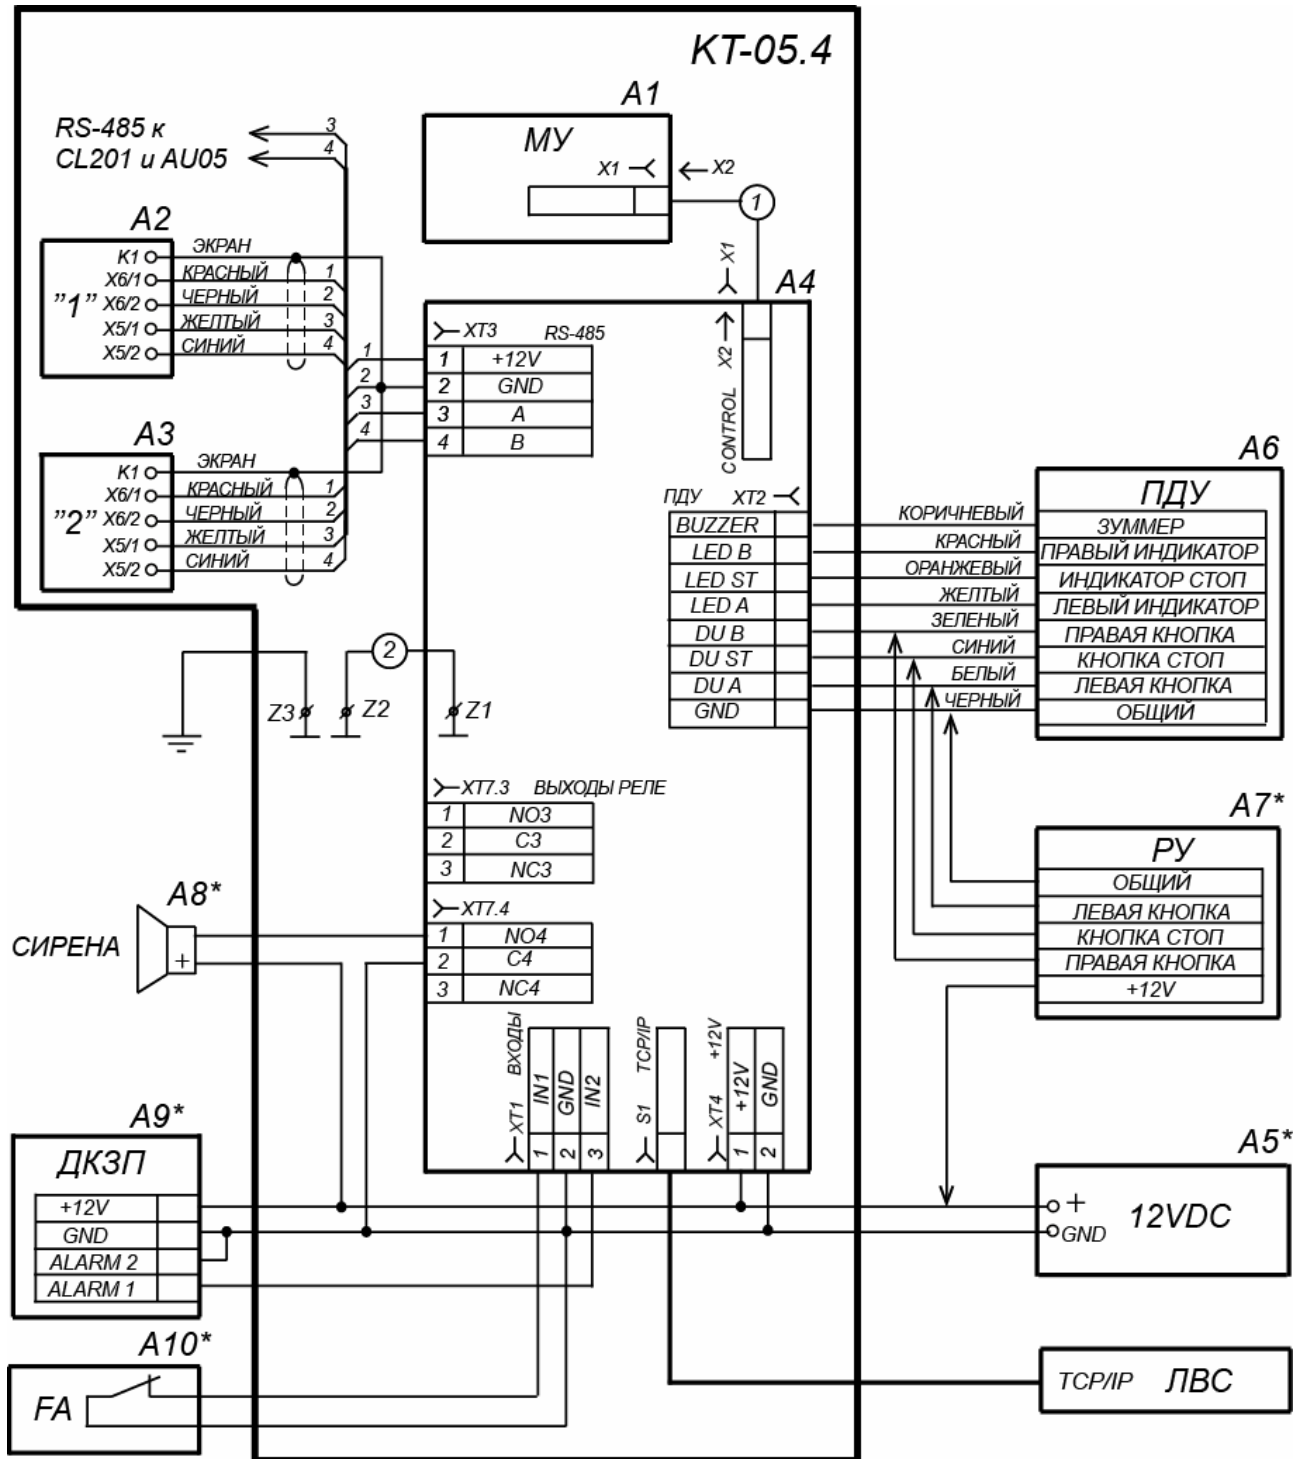 KT-05.4
A1
МУ
X1
X2
1
RS-485 к
CL201 и AU05
3
4
A2
"1"
K1
X6/1
X6/2
X5/1
X5/2
ЭКРАН
КРАСНЫЙ
ЧЕРНЫЙ
ЖЕЛТЫЙ
СИНИЙ
1
2
3
4
A3
"2"
K1
X6/1
X6/2
X5/1
X5/2
ЭКРАН
КРАСНЫЙ
ЧЕРНЫЙ
ЖЕЛТЫЙ
СИНИЙ
1
2
3
4
1
2
3
4
A4
XT3 RS-485
1 +12V
2 GND
3 A
4 B
X1
X2
CONTROL
ПДУ XT2
BUZZER
LED B
LED ST
LED A
DU B
DU ST
DU A
GND
КОРИЧНЕВЫЙ
КРАСНЫЙ
ОРАНЖЕВЫЙ
ЖЕЛТЫЙ
ЗЕЛЕНЫЙ
СИНИЙ
БЕЛЫЙ
ЧЕРНЫЙ
A6
ПДУ
ЗУММЕР
ПРАВЫЙ ИНДИКАТОР
ИНДИКАТОР СТОП
ЛЕВЫЙ ИНДИКАТОР
ПРАВАЯ КНОПКА
КНОПКА СТОП
ЛЕВАЯ КНОПКА
ОБЩИЙ
2
Z3
Z2
Z1
XT7.3 ВЫХОДЫ РЕЛЕ
1 NO3
2 C3
3 NC3
XT7.4
1 NO4
2 C4
3 NC4
A7*
РУ
ОБЩИЙ
ЛЕВАЯ КНОПКА
КНОПКА СТОП
ПРАВАЯ КНОПКА
+12V
A8*
СИРЕНА
+
XT1 ВХОДЫ
1 IN1
2 GND
3 IN2
S1 TCP/IP
XT4 +12V
1 +12V
2 GND
A9*
ДКЗП
+12V
GND
ALARM 2
ALARM 1
A5*
+
GND
12VDC
A10*
FA
TCP/IP ЛВС